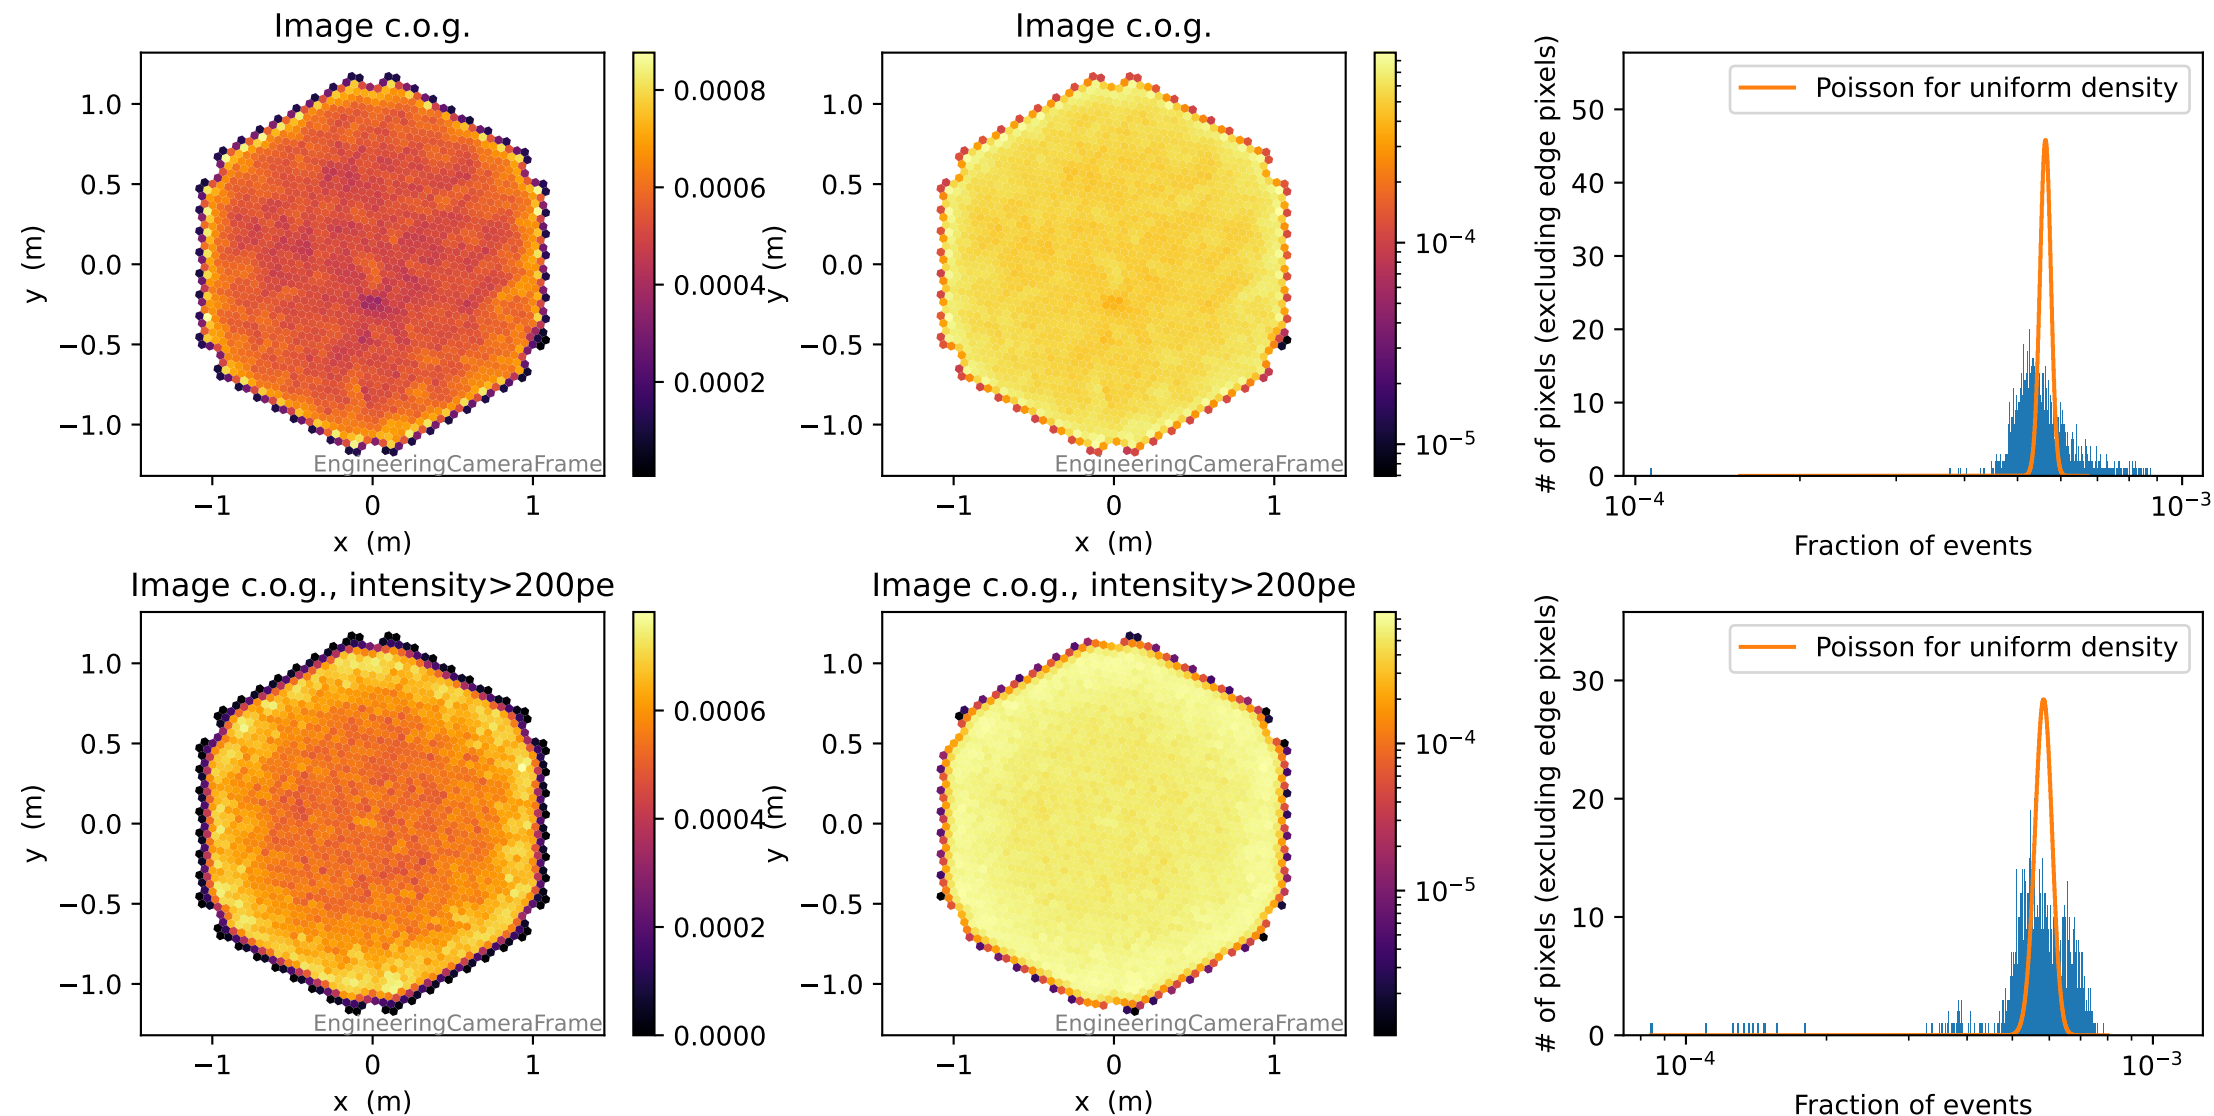 Image c.o.g.
1.0
0.5
0.0
−0.5
−1.0
y (m)
−1
0
1
x (m)
EngineeringCameraFrame
0.0008
0.0006
0.0004
0.0002
Image c.o.g.
1.0
0.5
0.0
−0.5
−1.0
y (m)
−1
0
1
x (m)
EngineeringCameraFrame
10⁻⁴
10⁻⁵
# of pixels (excluding edge pixels)
50
40
30
20
10
0
Poisson for uniform density
10⁻⁴
10⁻³
Fraction of events
Image c.o.g., intensity>200pe
1.0
0.5
0.0
−0.5
−1.0
y (m)
−1
0
1
x (m)
EngineeringCameraFrame
0.0006
0.0004
0.0002
0.0000
Image c.o.g., intensity>200pe
1.0
0.5
0.0
−0.5
−1.0
y (m)
−1
0
1
x (m)
EngineeringCameraFrame
10⁻⁴
10⁻⁵
# of pixels (excluding edge pixels)
30
20
10
0
Poisson for uniform density
10⁻⁴
10⁻³
Fraction of events